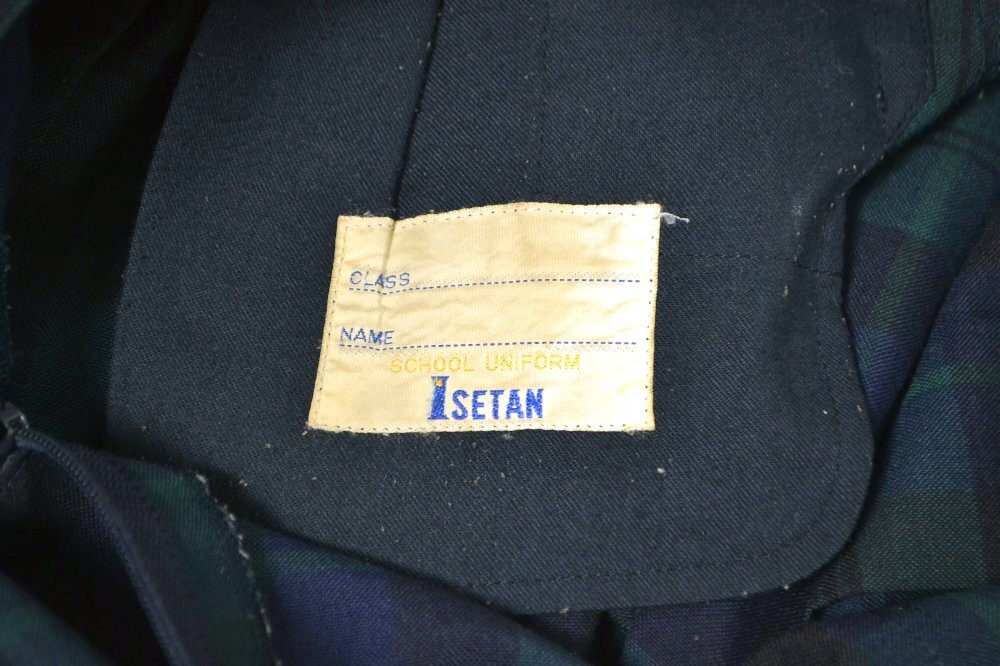 CLASS
NAME
SCHOOL UNIFORM
ISETAN